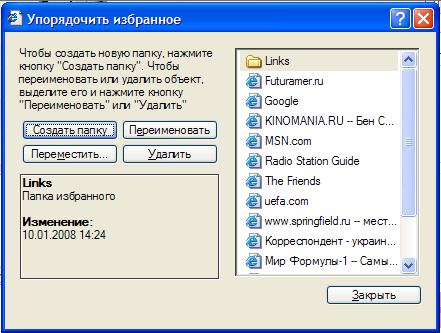 Упорядочить избранное
Чтобы создать новую папку, нажмите
кнопку "Создать папку". Чтобы
переименовать или удалить объект,
выделите его и нажмите кнопку
"Переименовать" или "Удалить"
Создать папку
Переименовать
Переместить...
Удалить
Links
Папка избранного
Изменение:
10.01.2008 14:24
Links
Futuramer.ru
Google
KINOMANIA.RU -- Бен С...
MSN.com
Radio Station Guide
The Friends
uefa.com
www.springfield.ru -- мест...
Корреспондент - украин...
Мир Формулы-1 -- Самы...
Закрыть